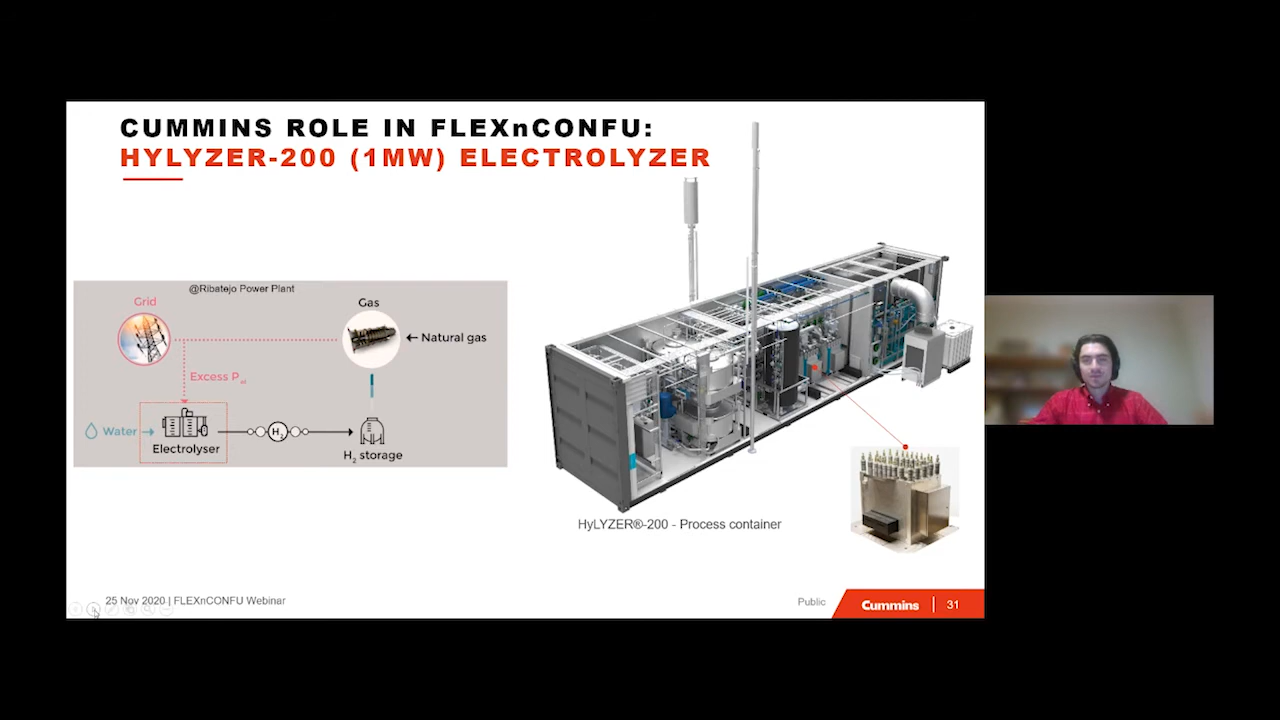 CUMMINS ROLE IN FLEXnCONFU:
HYLYZER-200 (1MW) ELECTROLYZER
@Ribatejo Power Plant
Grid
Gas
Natural gas
Excess Pel
Water
Electrolyser
H2
H2 storage
HyLYZER®-200 - Process container
25 Nov 2020 | FLEXnCONFU Webinar
Public
Cummins
31